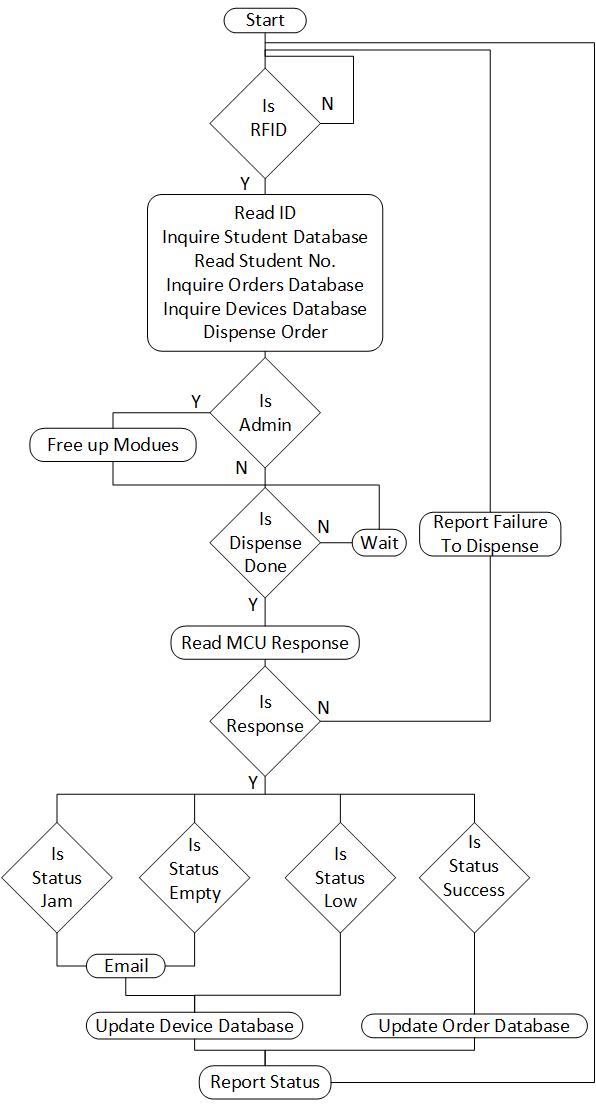 Start
Is
RFID
N
Y
Read ID
Inquire Student Database
Read Student No.
Inquire Orders Database
Inquire Devices Database
Dispense Order
Y
Is
Admin
Free up Modues
N
Is
Dispense
Done
N
Wait
Report Failure
To Dispense
Y
Read MCU Response
Is
Response
N
Y
Is
Status
Jam
Is
Status
Empty
Is
Status
Low
Is
Status
Success
Email
Update Device Database
Update Order Database
Report Status